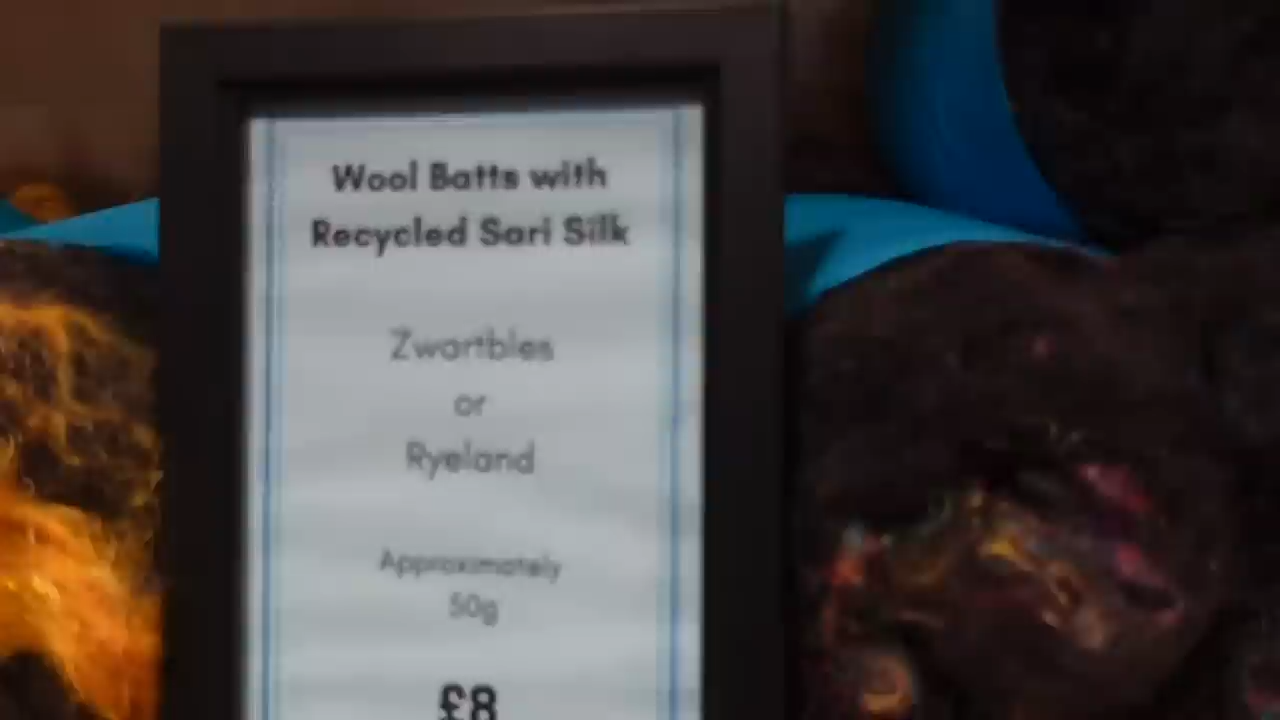 Wool Batts with
Recycled Sari Silk
Zwartbles
or
Ryeland
Approximately
50g
£8